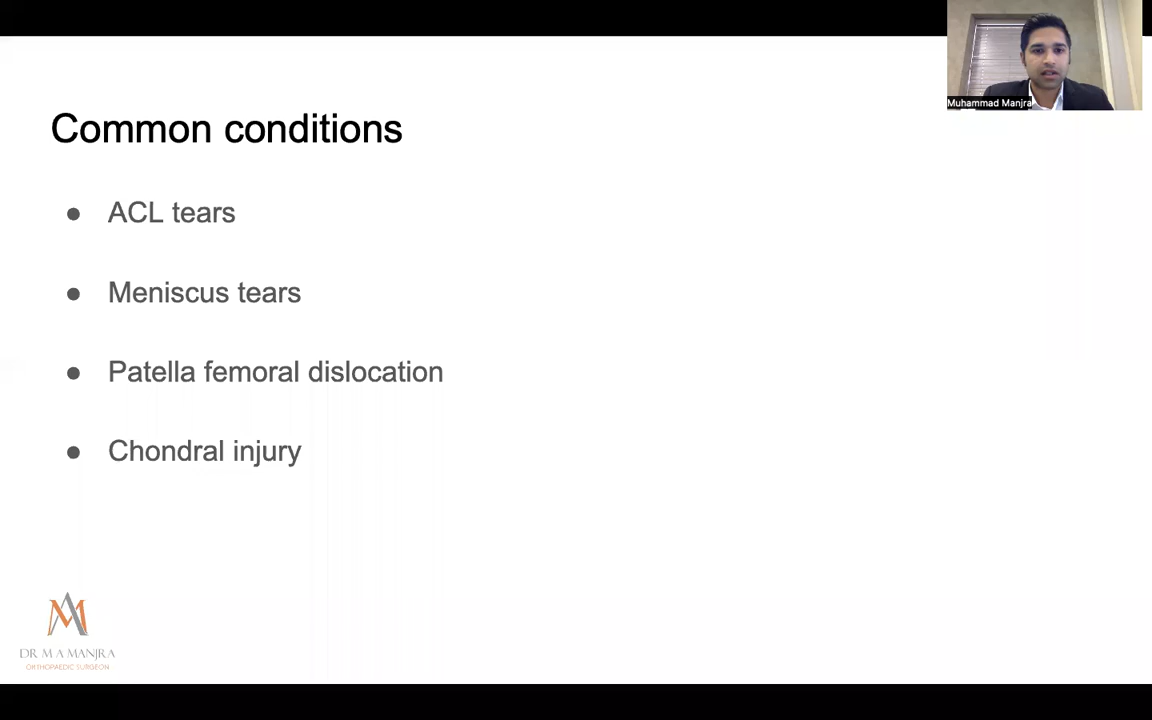 Muhammad Manjra
Common conditions
● ACL tears
● Meniscus tears
● Patella femoral dislocation
● Chondral injury
DR M A MANJRA
ORTHOPAEDIC SURGEON